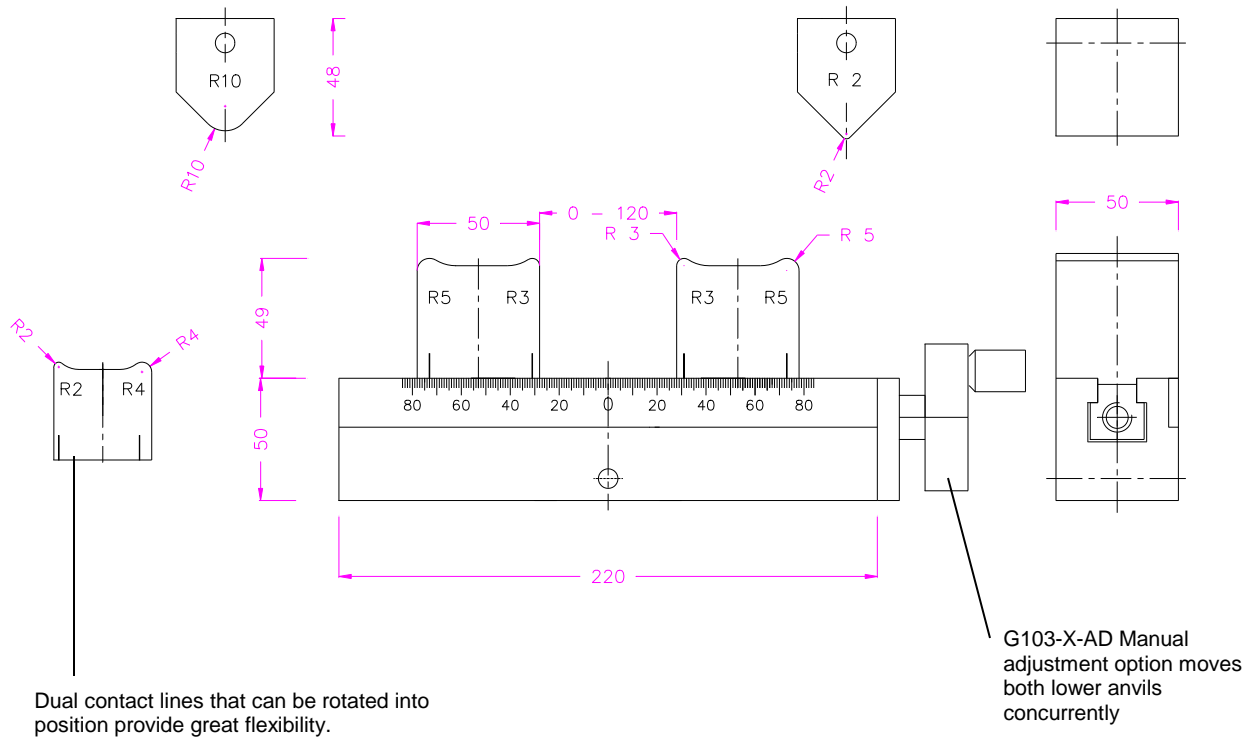 R10
R10
48
R 2
R2
50
0 – 120
R 3
R 5
50
49
R5 R3
R3 R5
R2
R4
R2 R4
80 60 40 20 0 20 40 60 80
50
220
G103-X-AD Manual
adjustment option moves
both lower anvils
concurrently
Dual contact lines that can be rotated into
position provide great flexibility.